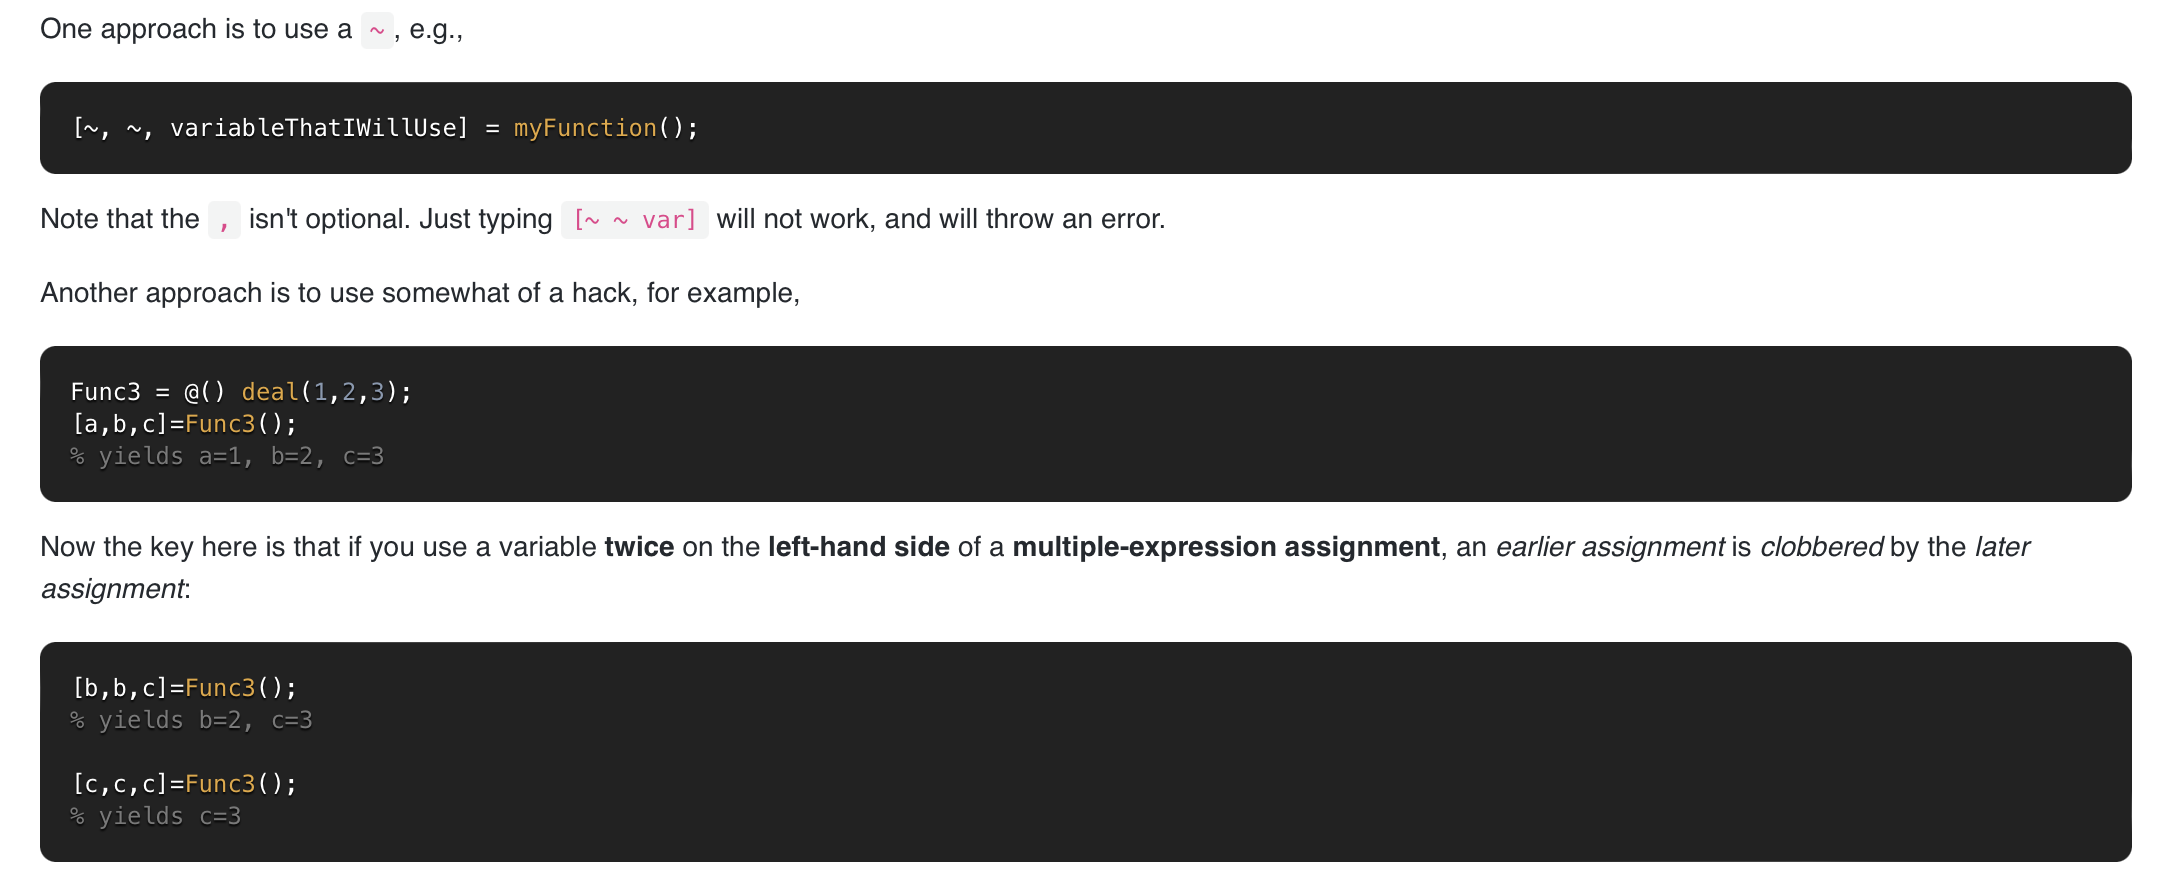 One approach is to use a ~, e.g.,
[~, ~, variableThatIWillUse] = myFunction();
Note that the , isn't optional. Just typing [~ ~ var] will not work, and will throw an error.
Another approach is to use somewhat of a hack, for example,
Func3 = @() deal(1,2,3);
[a,b,c]=Func3();
% yields a=1, b=2, c=3
Now the key here is that if you use a variable twice on the left-hand side of a multiple-expression assignment, an earlier assignment is clobbered by the later
assignment:
[b,b,c]=Func3();
% yields b=2, c=3
[c,c,c]=Func3();
% yields c=3